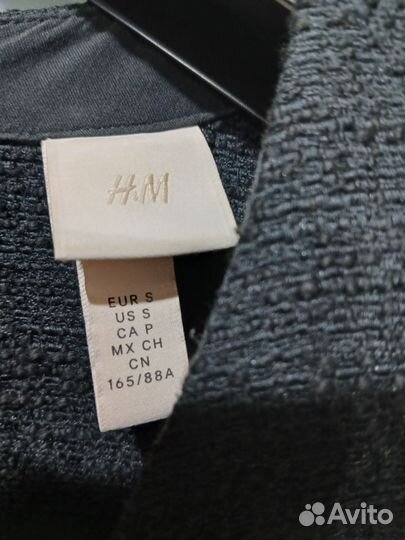 H&M
EUR S
US S
CA P
MX CH
CN
165/88A
Avito